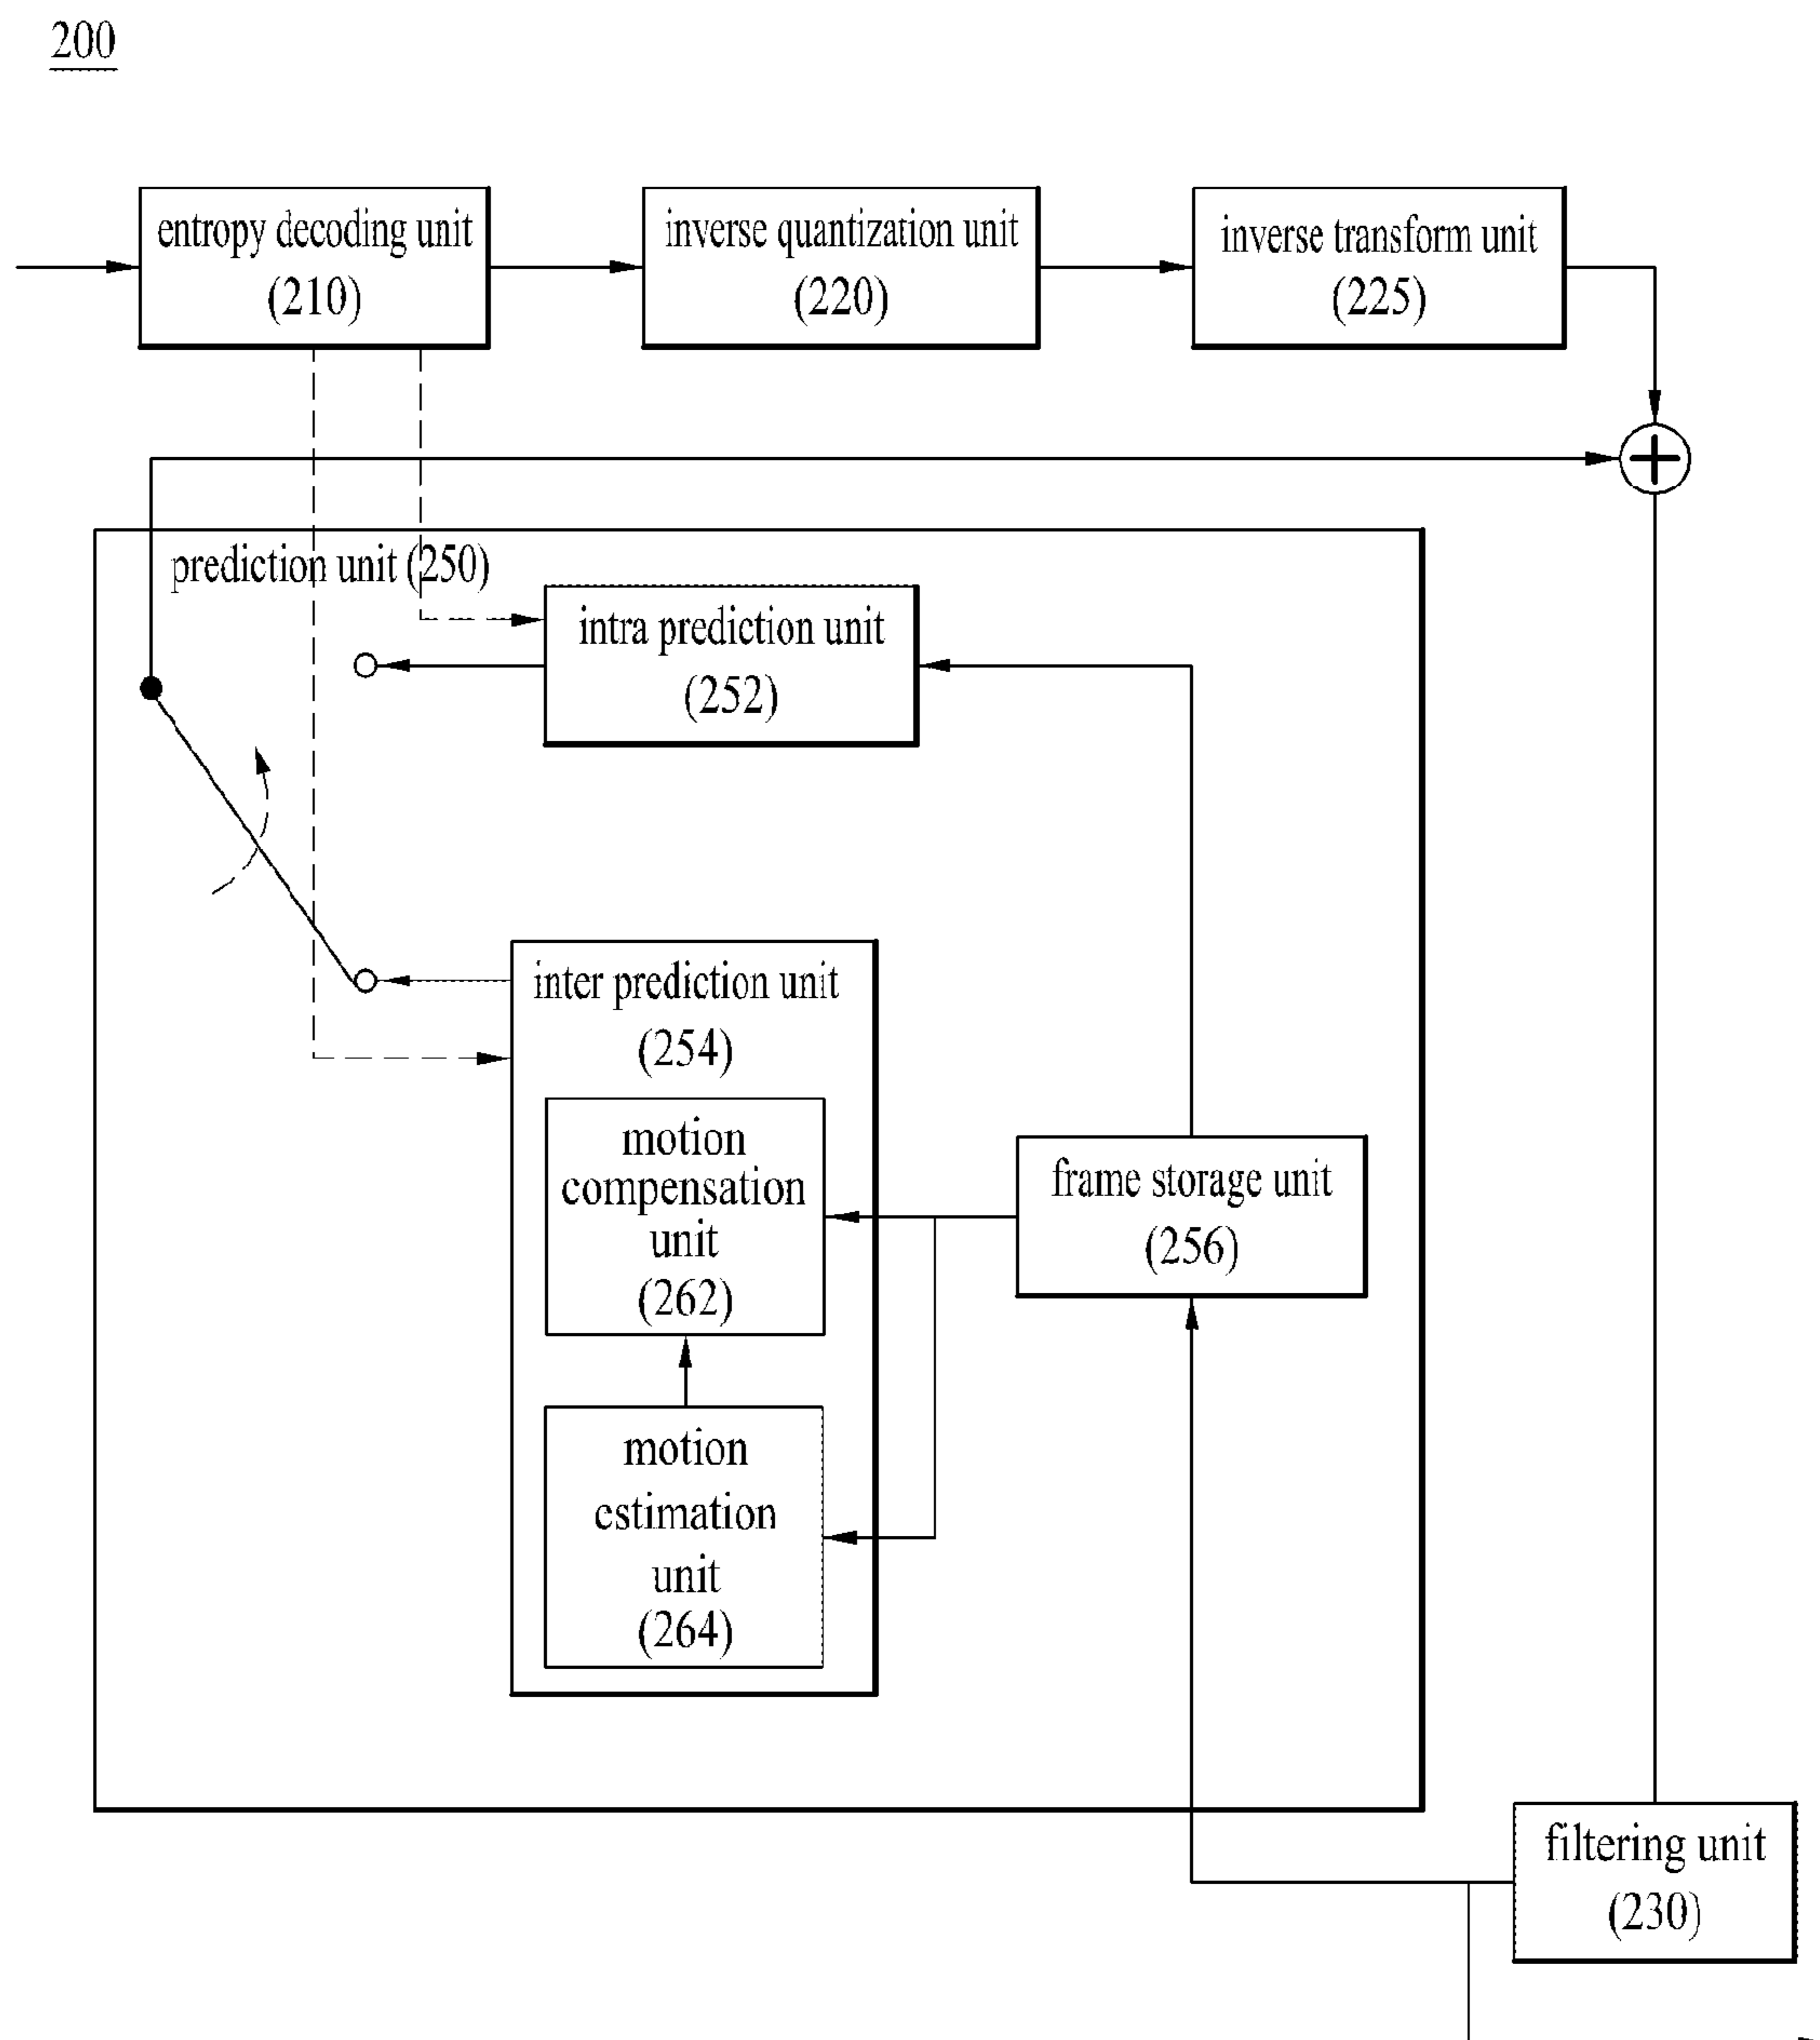 200
entropy decoding unit
(210)
inverse quantization unit
(220)
inverse transform unit
(225)
prediction unit (250)
intra prediction unit
(252)
inter prediction unit
(254)
motion
compensation
unit
(262)
frame storage unit
(256)
motion
estimation
unit
(264)
filtering unit
(230)